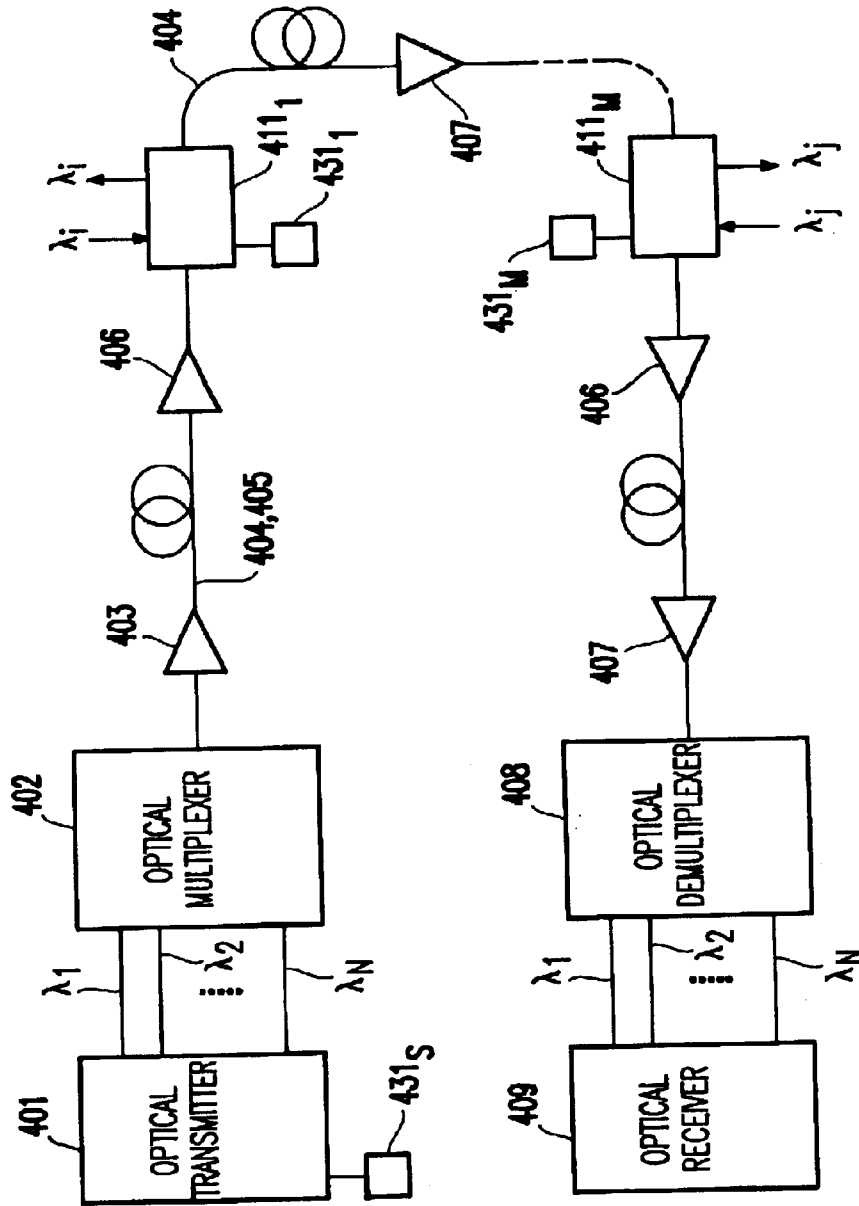 401
OPTICAL
TRANSMITTER
431S
λ1
λ2
......
λN
402
OPTICAL
MULTIPLEXER
403
404,405
406
λi
λi
411₁
431₁
404
407
409
OPTICAL
RECEIVER
λ1
λ2
......
λN
408
OPTICAL
DEMULTIPLEXER
407
406
431M
411M
λj
λj